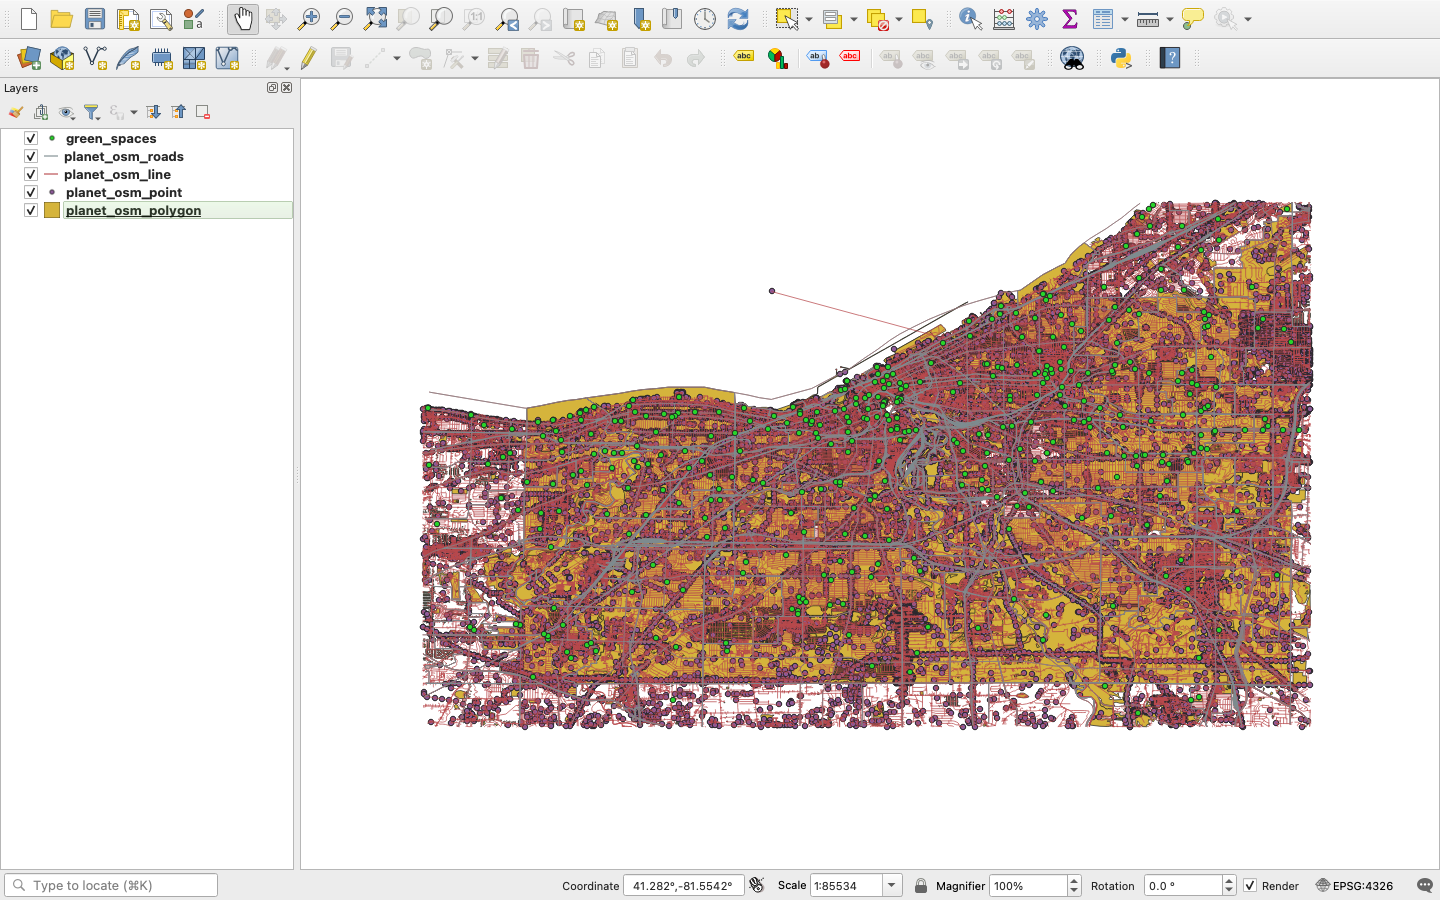 Layers
green_spaces
planet_osm_roads
planet_osm_line
planet_osm_point
planet_osm_polygon
Type to locate (⌘K)
Coordinate 41.282°,-81.5542° Scale 1:85534 Magnifier 100% Rotation 0.0 ° Render EPSG:4326